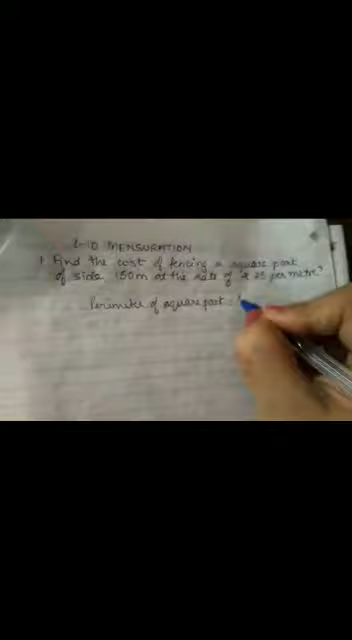 L-10 MENSURATION
1. Find the cost of fencing a square park
of side 150m at the rate of ₹ 25 per metre?
Perimeter of square park =